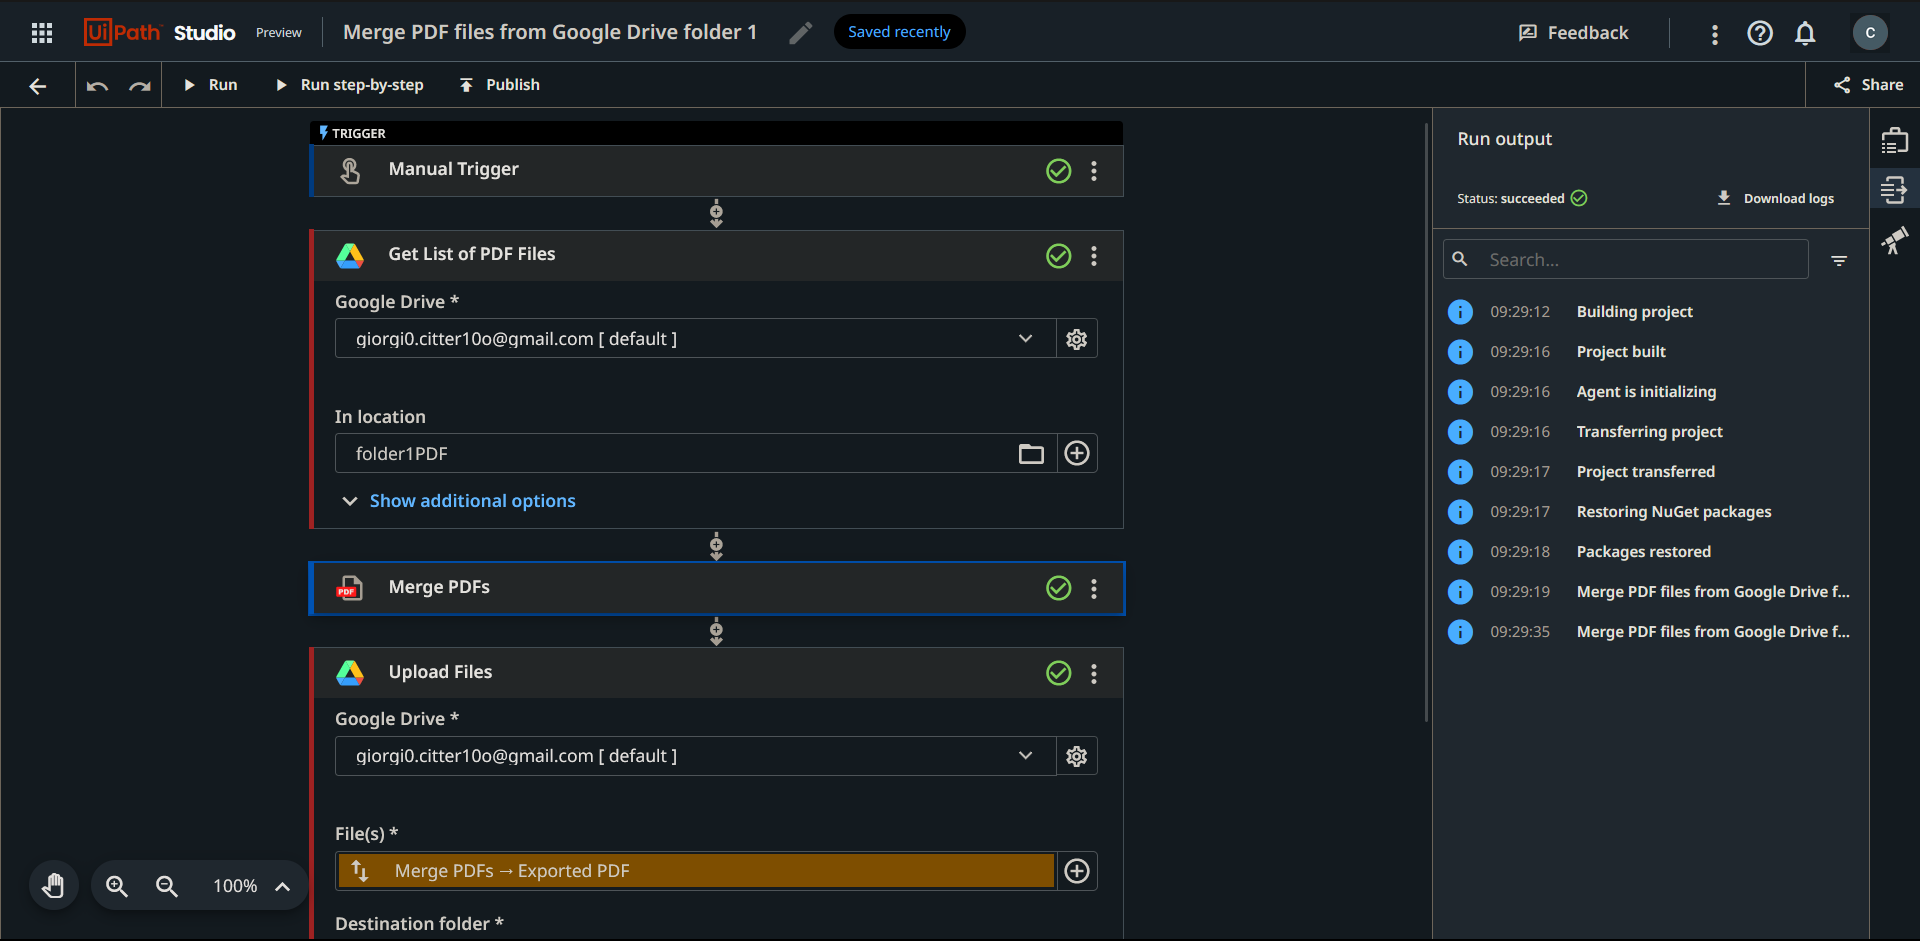 UiPath Studio Preview Merge PDF files from Google Drive folder 1 Saved recently Feedback C
Run Run step-by-step Publish Share
TRIGGER
Manual Trigger
Get List of PDF Files
Google Drive *
giorgi0.citter10o@gmail.com [ default ]
In location
folder1PDF
Show additional options
Merge PDFs
PDF
Upload Files
Google Drive *
giorgi0.citter10o@gmail.com [ default ]
File(s) *
Merge PDFs → Exported PDF
Destination folder *
100%
Run output
Status: succeeded Download logs
Search...
09:29:12 Building project
09:29:16 Project built
09:29:16 Agent is initializing
09:29:16 Transferring project
09:29:17 Project transferred
09:29:17 Restoring NuGet packages
09:29:18 Packages restored
09:29:19 Merge PDF files from Google Drive f...
09:29:35 Merge PDF files from Google Drive f...